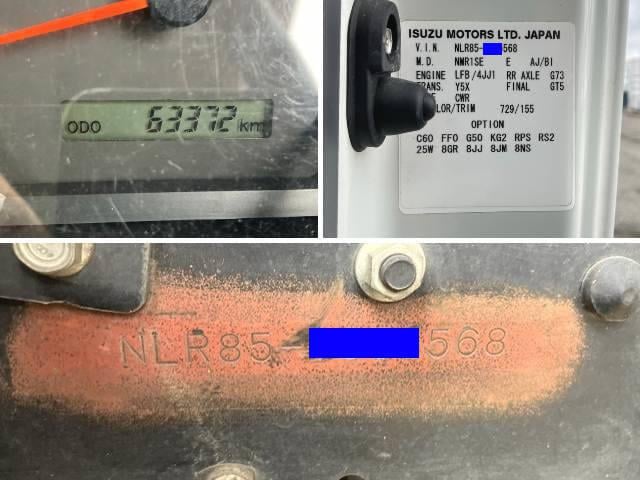 ODO 63372 km
ISUZU MOTORS LTD. JAPAN
V.I.N. NLR85- 568
M.D. NMR1SE E AJ/BI
ENGINE LFB/4JJ1 RR AXLE G73
TRANS. Y5X FINAL GT5
CWR
LOR/TRIM 729/155
OPTION
C60 FF0 G50 KG2 RPS RS2
25W 8GR 8JJ 8JM 8NS
NLR85- 568